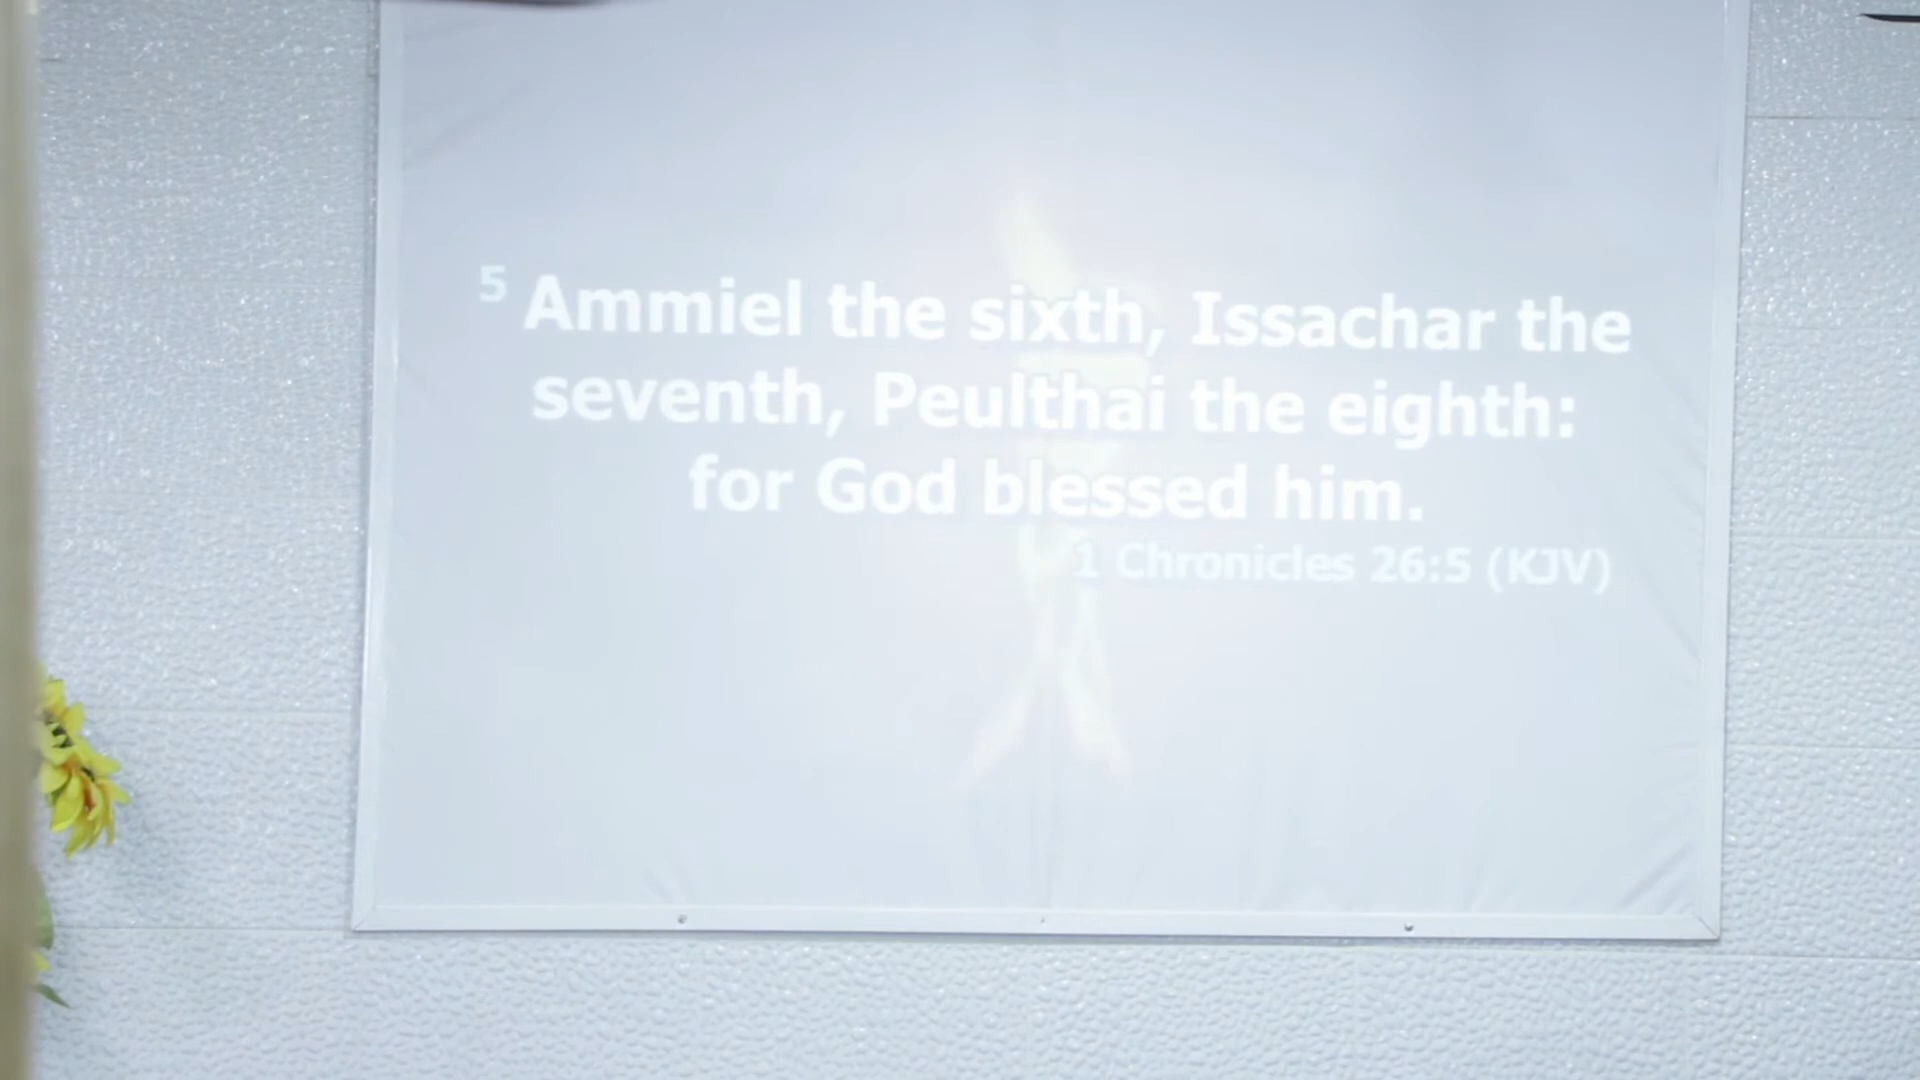 5 Ammiel the sixth, Issachar the
seventh, Peulthai the eighth:
for God blessed him.
1 Chronicles 26:5 (KJV)